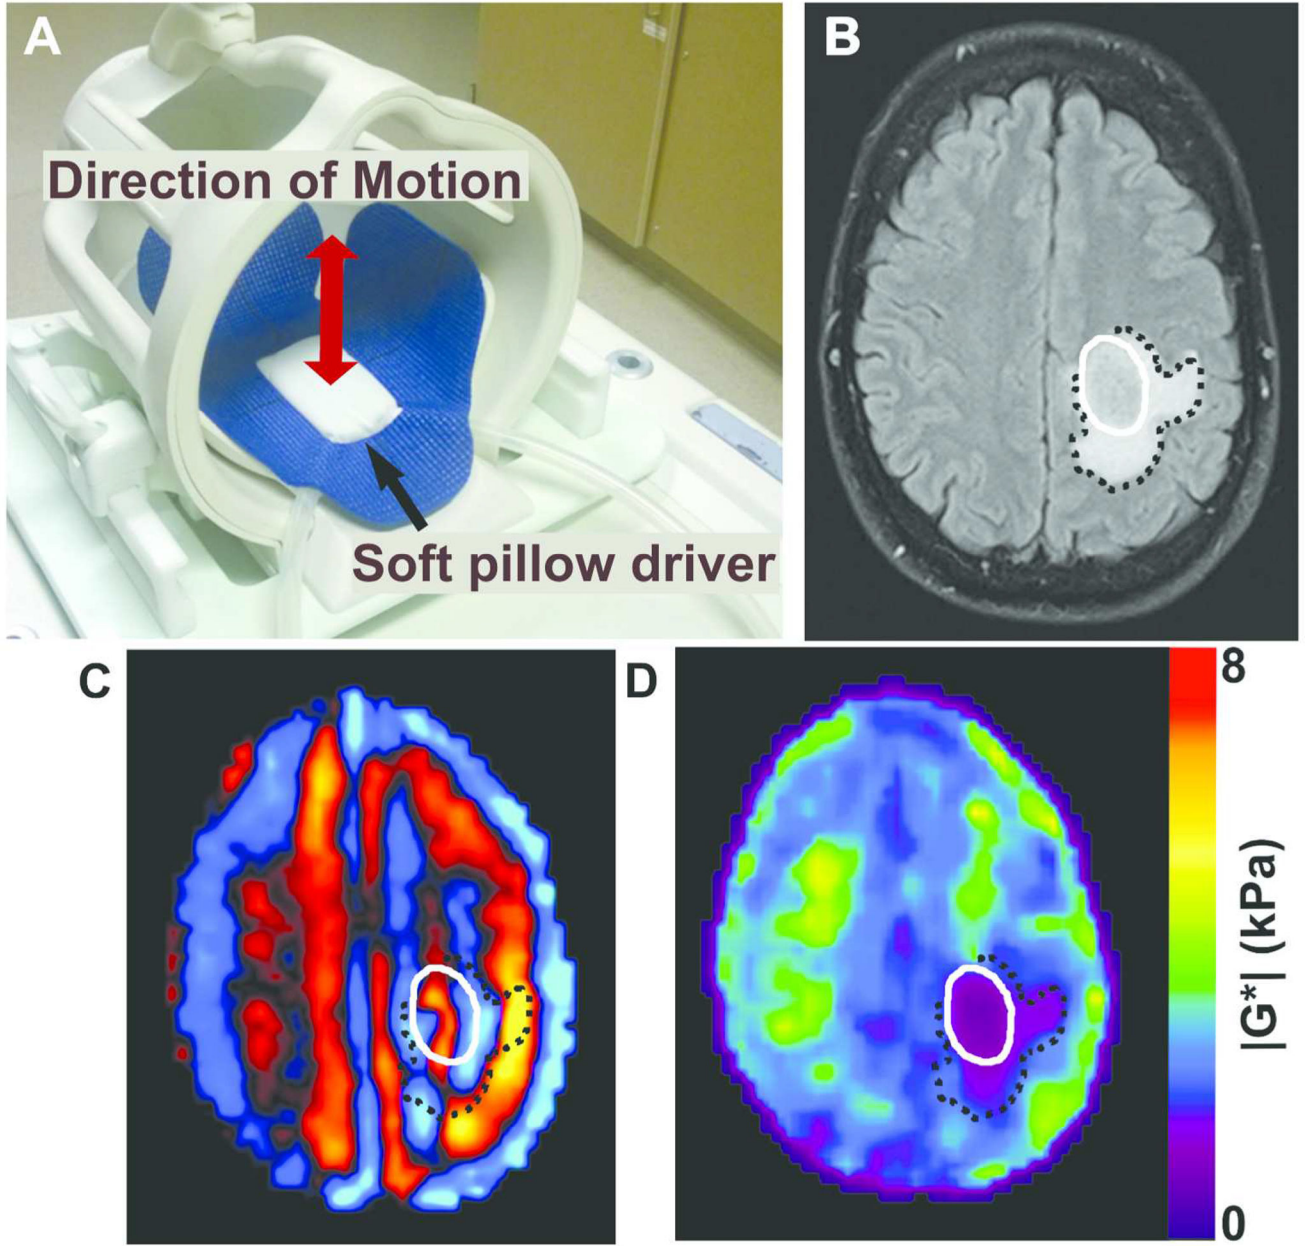 A
Direction of Motion
Soft pillow driver
B
C
D
8
|G*| (kPa)
0